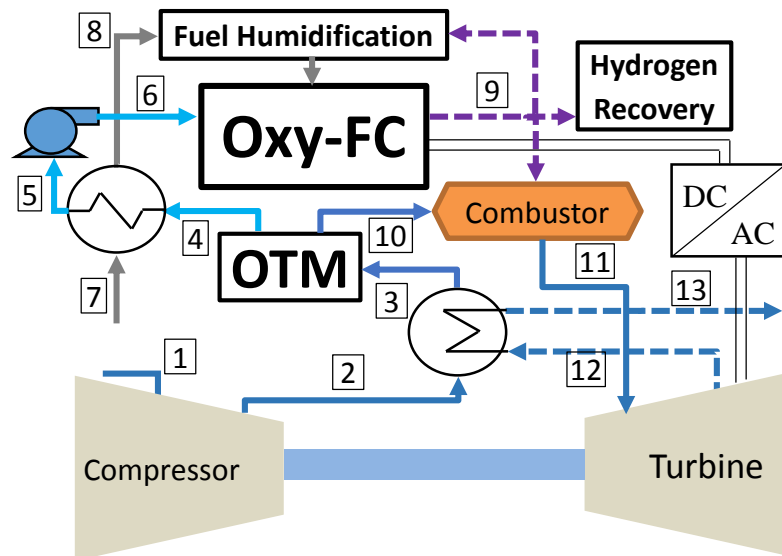 8
Fuel Humidification
Hydrogen
Recovery
6
9
Oxy-FC
5
DC
AC
Combustor
4
10
OTM
11
7
3
13
1
2
12
Compressor
Turbine